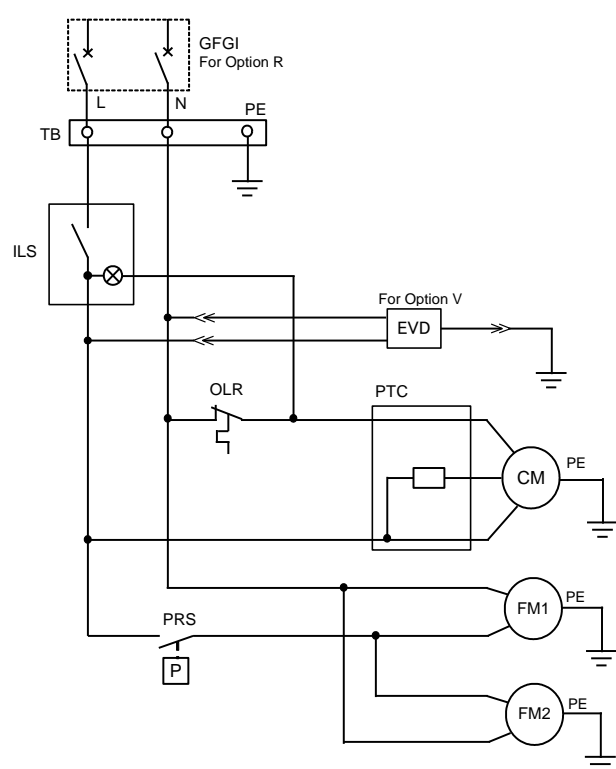 GFGI
For Option R
L
N
PE
TB
ILS
For Option V
EVD
OLR
PTC
CM
PE
FM1
PE
PRS
P
FM2
PE